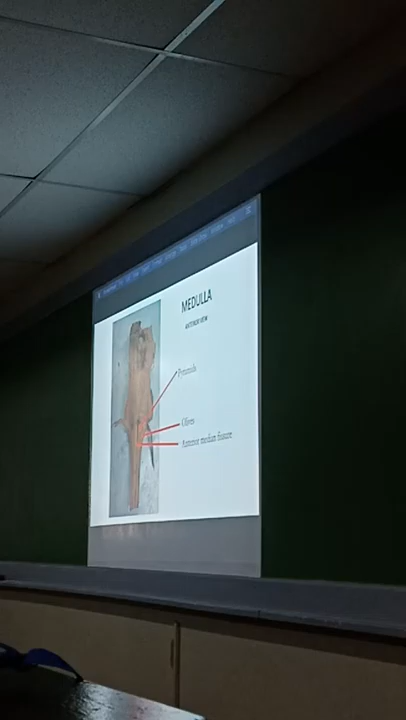 MEDULLA
ANTERIOR VIEW
Pyramids
Olives
Anterior median fissure